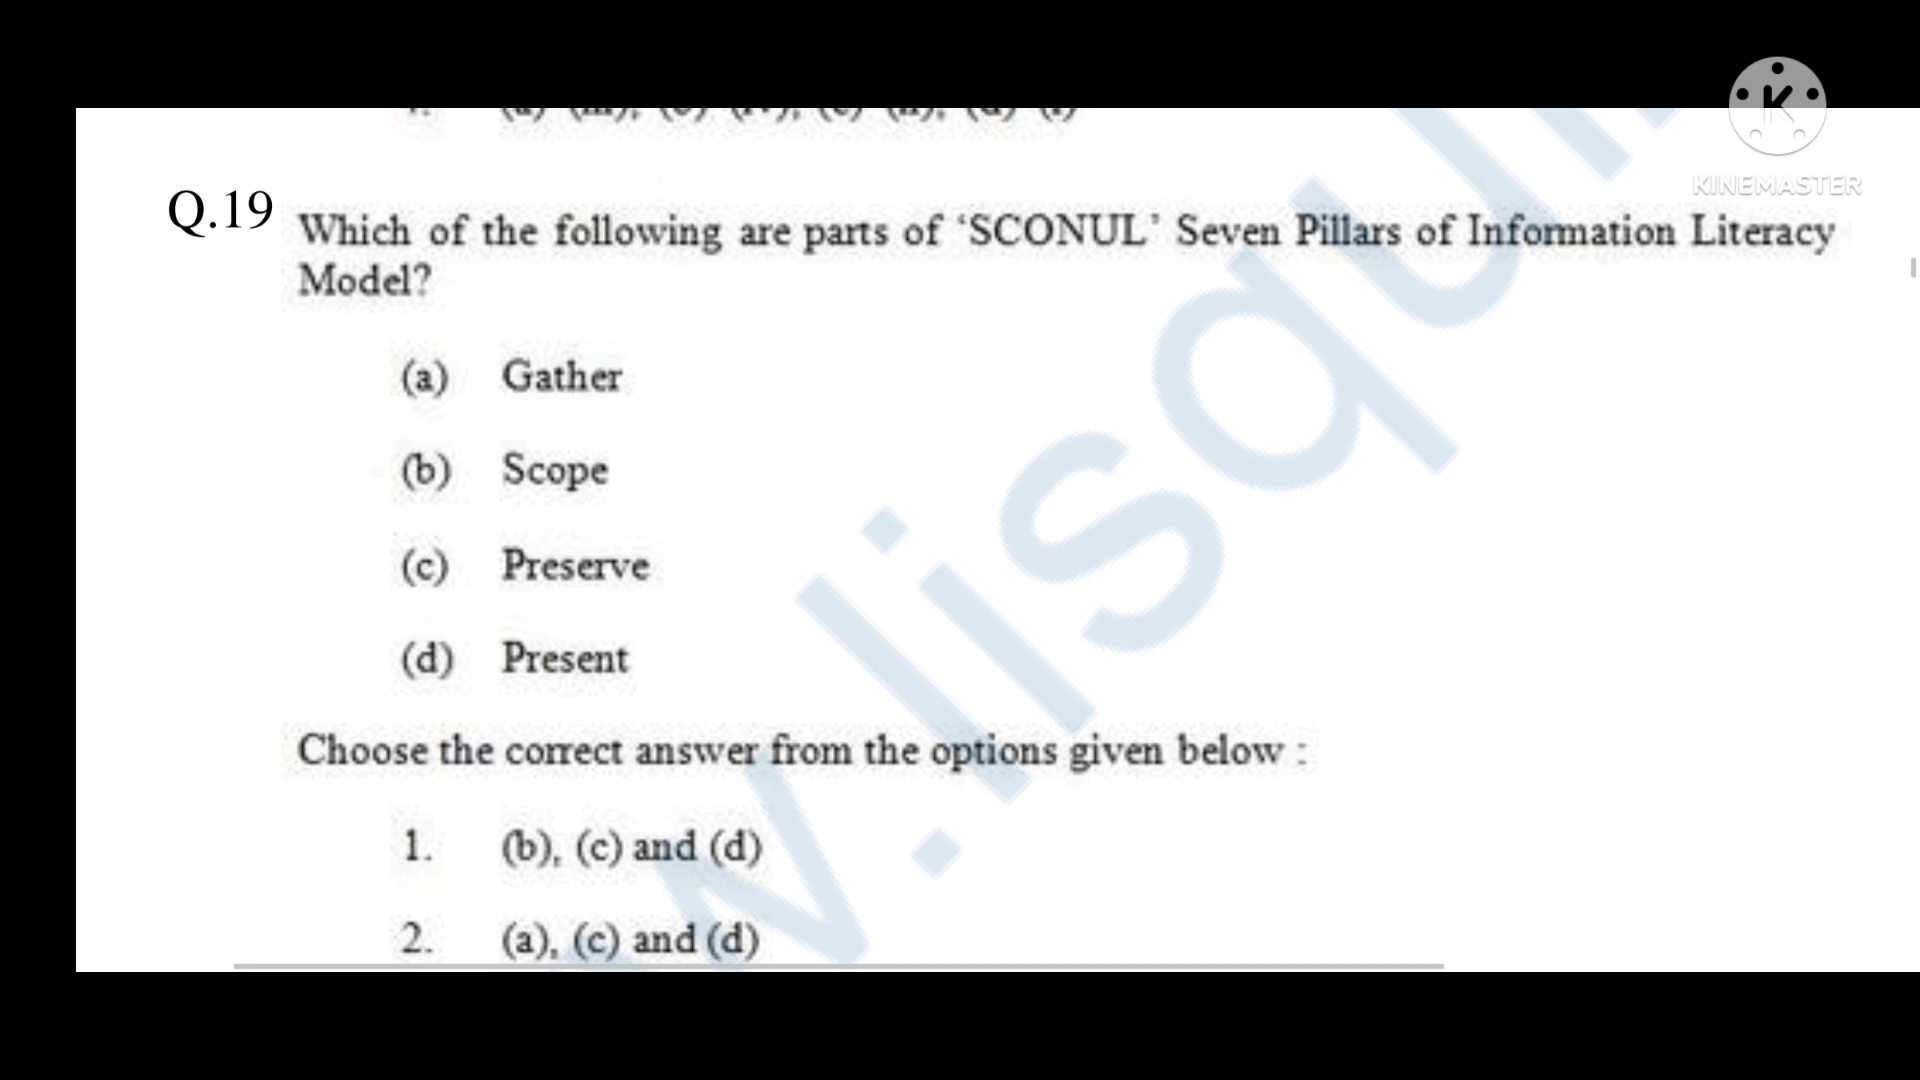 KINEMASTER
Q.19 Which of the following are parts of ‘SCONUL’ Seven Pillars of Information Literacy
Model?
(a) Gather
(b) Scope
(c) Preserve
(d) Present
Choose the correct answer from the options given below :
1. (b), (c) and (d)
2. (a), (c) and (d)